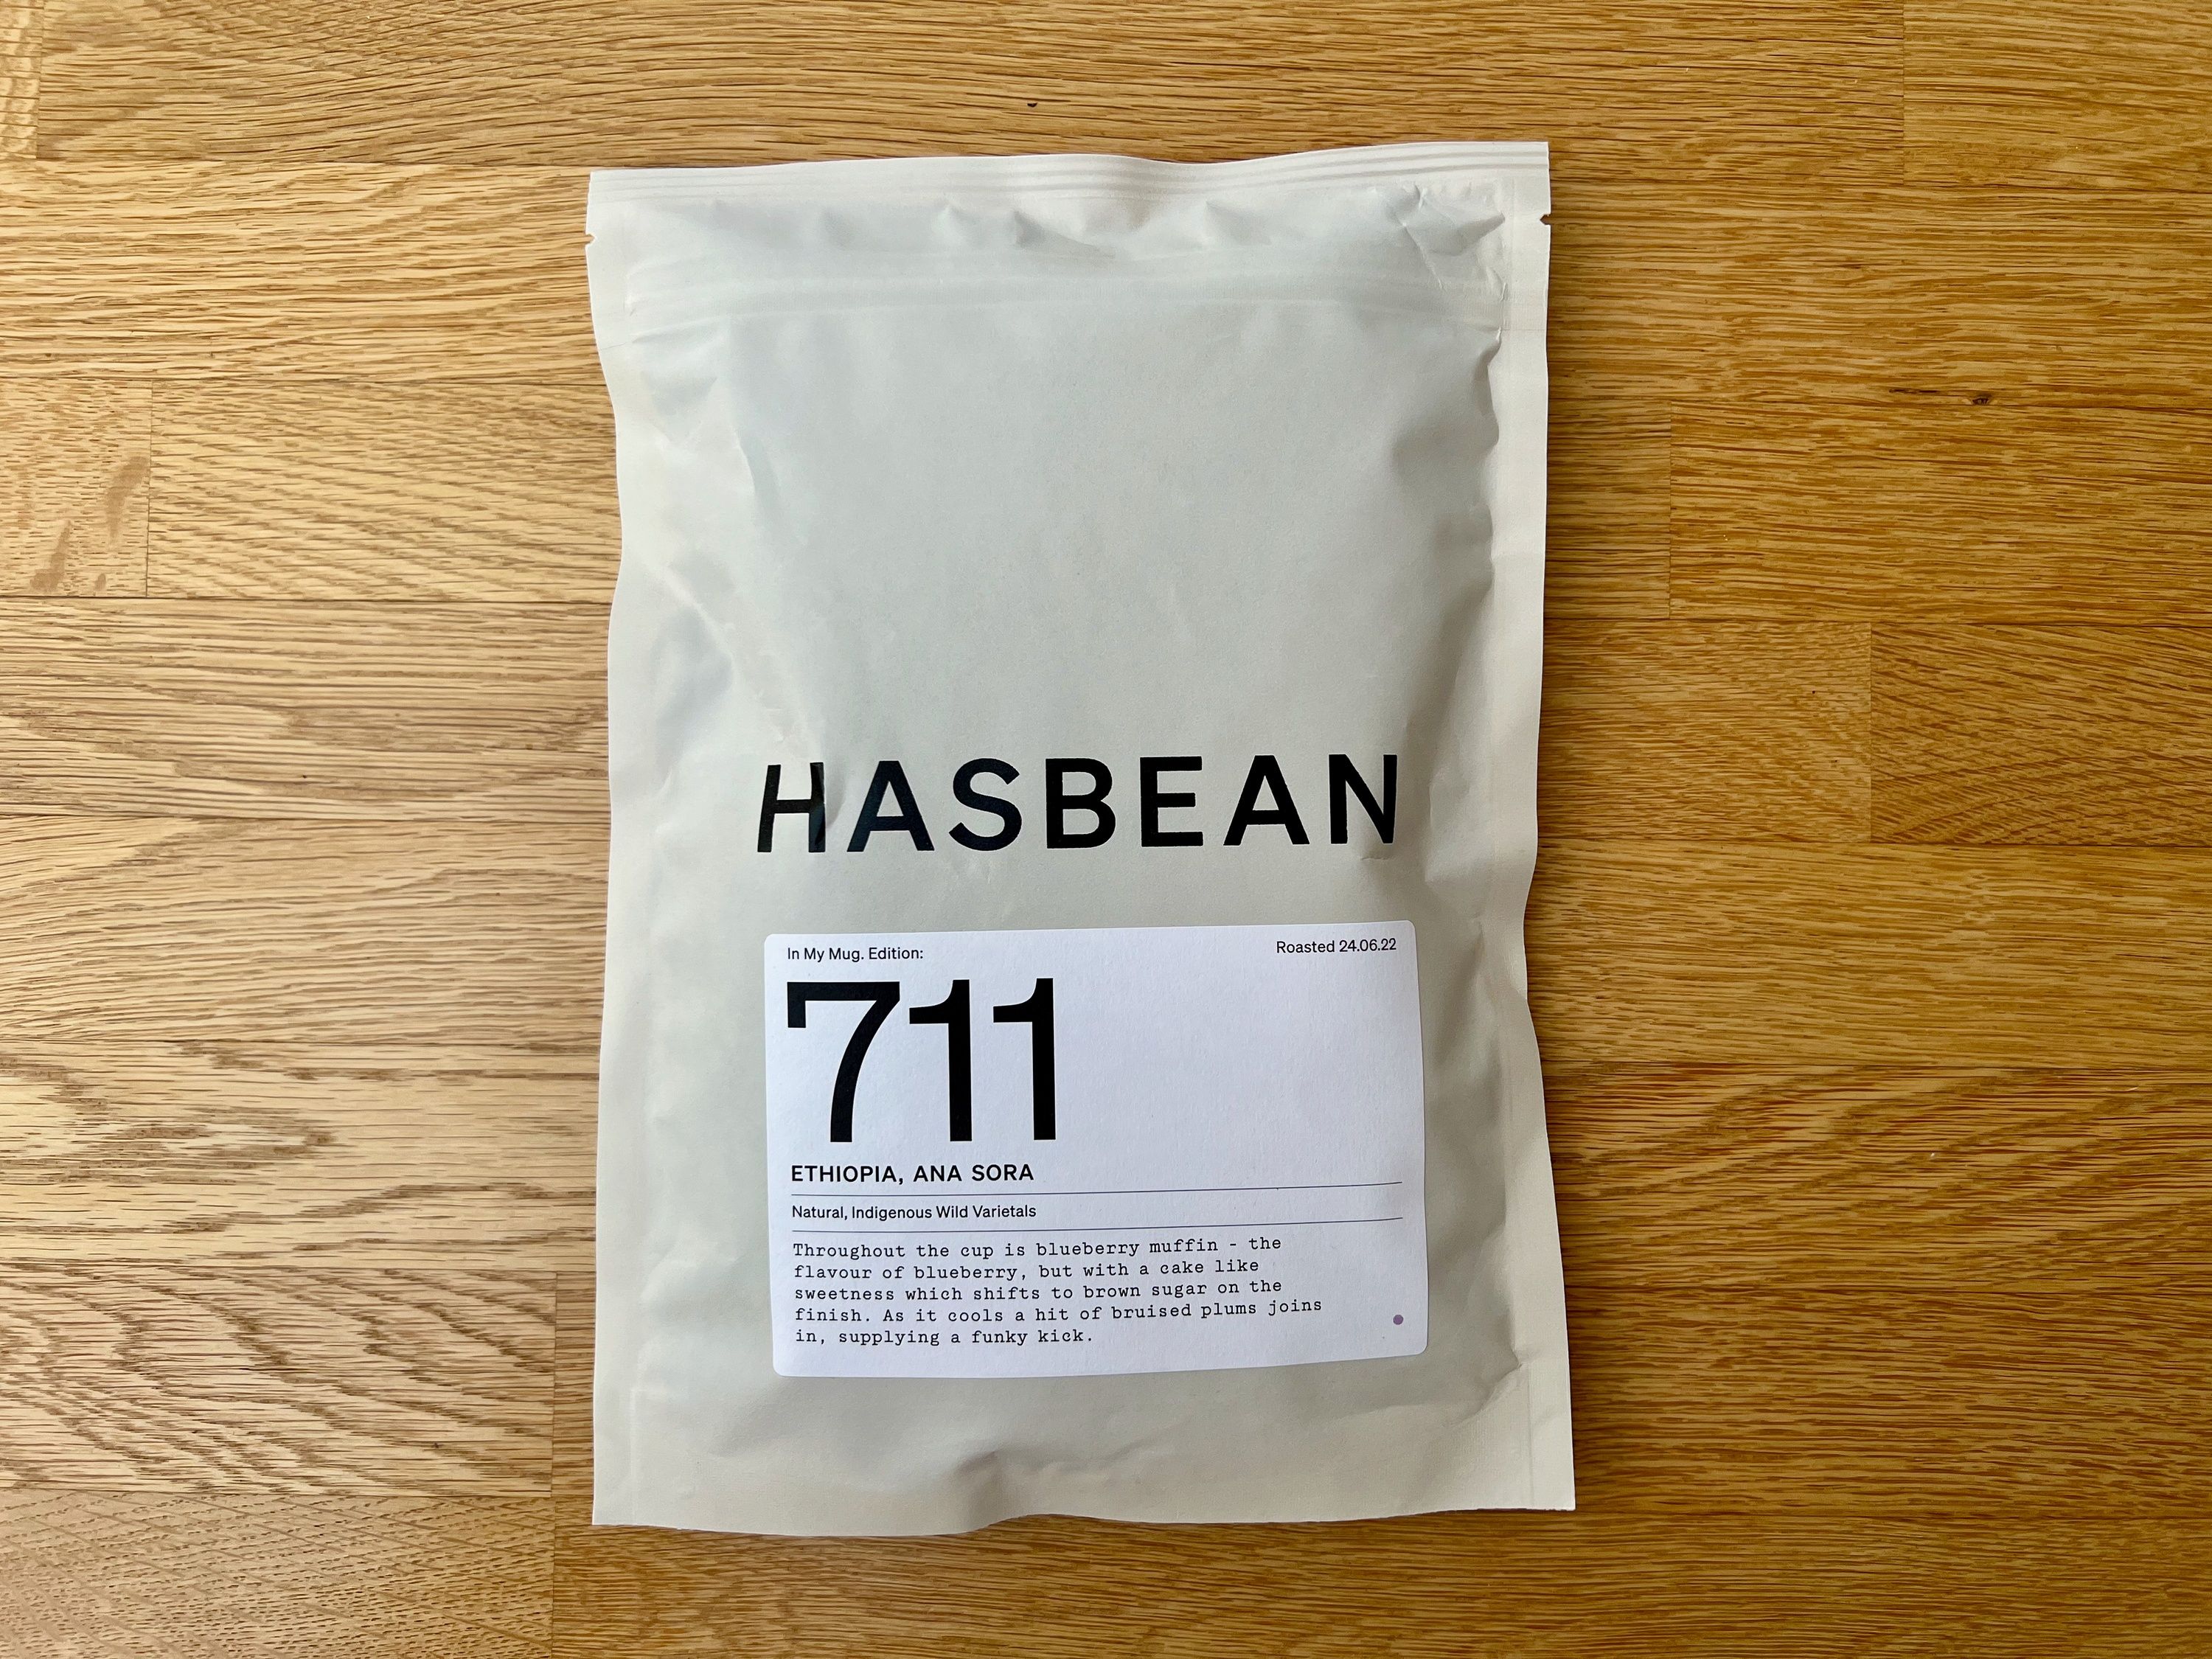 HASBEAN
In My Mug. Edition:
Roasted 24.06.22
711
ETHIOPIA, ANA SORA
Natural, Indigenous Wild Varietals
Throughout the cup is blueberry muffin - the
flavour of blueberry, but with a cake like
sweetness which shifts to brown sugar on the
finish. As it cools a hit of bruised plums joins
in, supplying a funky kick.